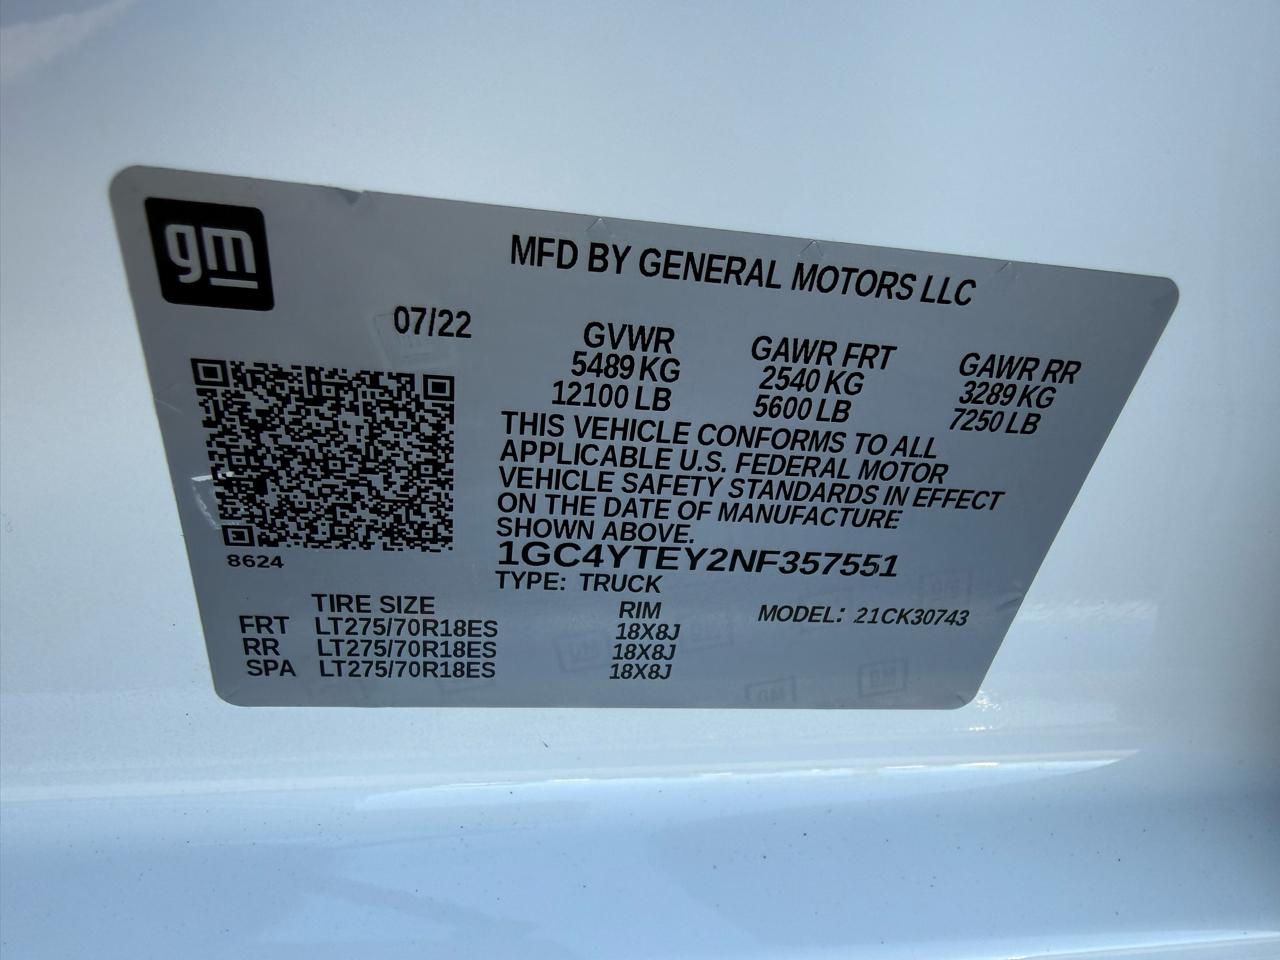 gm
MFD BY GENERAL MOTORS LLC
07/22
GVWR GAWR FRT GAWR RR
5489 KG 2540 KG 3289 KG
12100 LB 5600 LB 7250 LB
THIS VEHICLE CONFORMS TO ALL
APPLICABLE U.S. FEDERAL MOTOR
VEHICLE SAFETY STANDARDS IN EFFECT
ON THE DATE OF MANUFACTURE
SHOWN ABOVE.
8624
1GC4YTEY2NF357551
TYPE: TRUCK
TIRE SIZE RIM MODEL: 21CK30743
FRT LT275/70R18ES 18X8J
RR LT275/70R18ES 18X8J
SPA LT275/70R18ES 18X8J